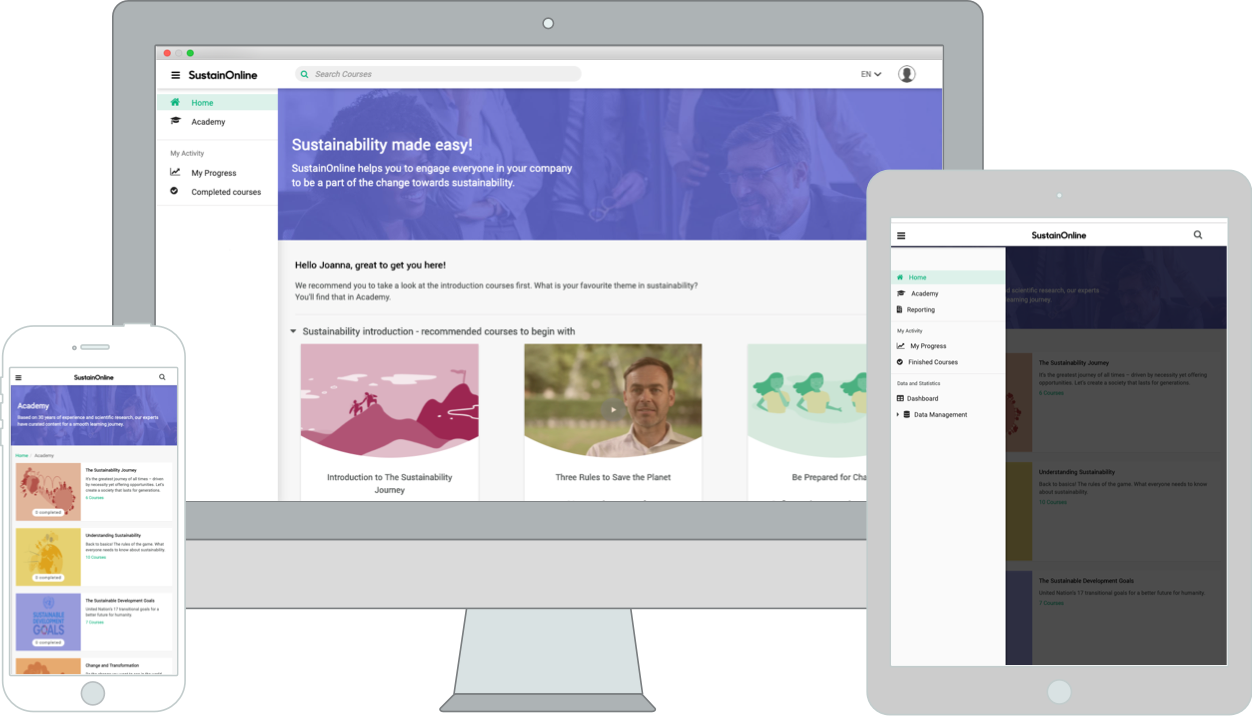 SustainOnline
Search Courses
EN
Home
Academy
My Activity
My Progress
Completed courses
Sustainability made easy!
SustainOnline helps you to engage everyone in your company
to be a part of the change towards sustainability.
Hello Joanna, great to get you here!
We recommend you to take a look at the introduction courses first. What is your favourite theme in sustainability?
You'll find that in Academy.
Sustainability introduction - recommended courses to begin with
Introduction to The Sustainability
Journey
Three Rules to Save the Planet
Be Prepared for Cha
SustainOnline
Academy
Based on 30 years of experience and scientific research, our experts
have curated content for a smooth learning journey
Home / Academy
The Sustainability Journey
It's the greatest journey of all times – driven
by necessity yet filled with opportunities. Let's
create a society that lasts for generations.
6 Courses
0 completed
Understanding Sustainability
Back to basics! The rules of the game. What
everyone needs to know about sustainability.
10 Courses
0 completed
The Sustainable Development Goals
United Nation's 17 transitional goals for a
better future for humanity.
7 Courses
SUSTAINABLE
DEVELOPMENT
GOALS
0 completed
Change and Transformation
SustainOnline
Home
Academy
Reporting
My Activity
My Progress
Finished Courses
Data and Statistics
Dashboard
Data Management
d scientific research, our experts
earning journey.
The Sustainability Journey
It's the greatest journey of all times – driven by necessity yet offering
opportunities. Let's create a society that lasts for generations.
6 Courses
Understanding Sustainability
Back to basics! The rules of the game. What everyone needs to know
about sustainability.
10 Courses
The Sustainable Development Goals
United Nation's 17 transitional goals for a better future for humanity.
7 Courses